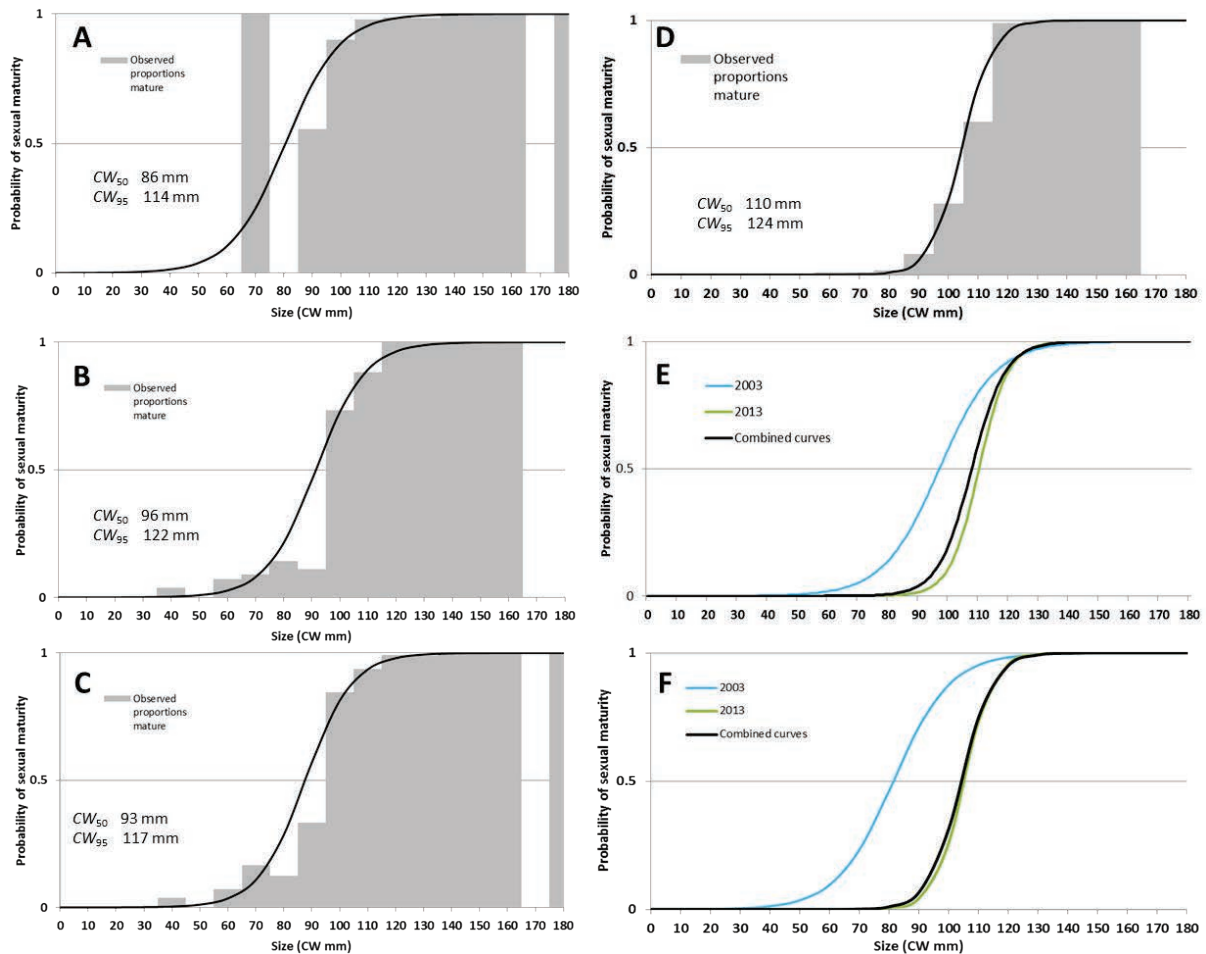 A
Observed
proportions
mature
Probability of sexual maturity
1
0.5
0
CW50 86 mm
CW95 114 mm
0 10 20 30 40 50 60 70 80 90 100 110 120 130 140 150 160 170 180
Size (CW mm)
D
Observed
proportions
mature
Probability of sexual maturity
1
0.5
0
CW50 110 mm
CW95 124 mm
0 10 20 30 40 50 60 70 80 90 100 110 120 130 140 150 160 170 180
Size (CW mm)
B
Observed
proportions
mature
Probability of sexual maturity
1
0.5
0
CW50 96 mm
CW95 122 mm
0 10 20 30 40 50 60 70 80 90 100 110 120 130 140 150 160 170 180
Size (CW mm)
E
2003
2013
Combined curves
Probability of sexual maturity
1
0.5
0
0 10 20 30 40 50 60 70 80 90 100 110 120 130 140 150 160 170 180
Size (CW mm)
C
Observed
proportions
mature
Probability of sexual maturity
1
0.5
0
CW50 93 mm
CW95 117 mm
0 10 20 30 40 50 60 70 80 90 100 110 120 130 140 150 160 170 180
Size (CW mm)
F
2003
2013
Combined curves
Probability of sexual maturity
1
0.5
0
0 10 20 30 40 50 60 70 80 90 100 110 120 130 140 150 160 170 180
Size (CW mm)